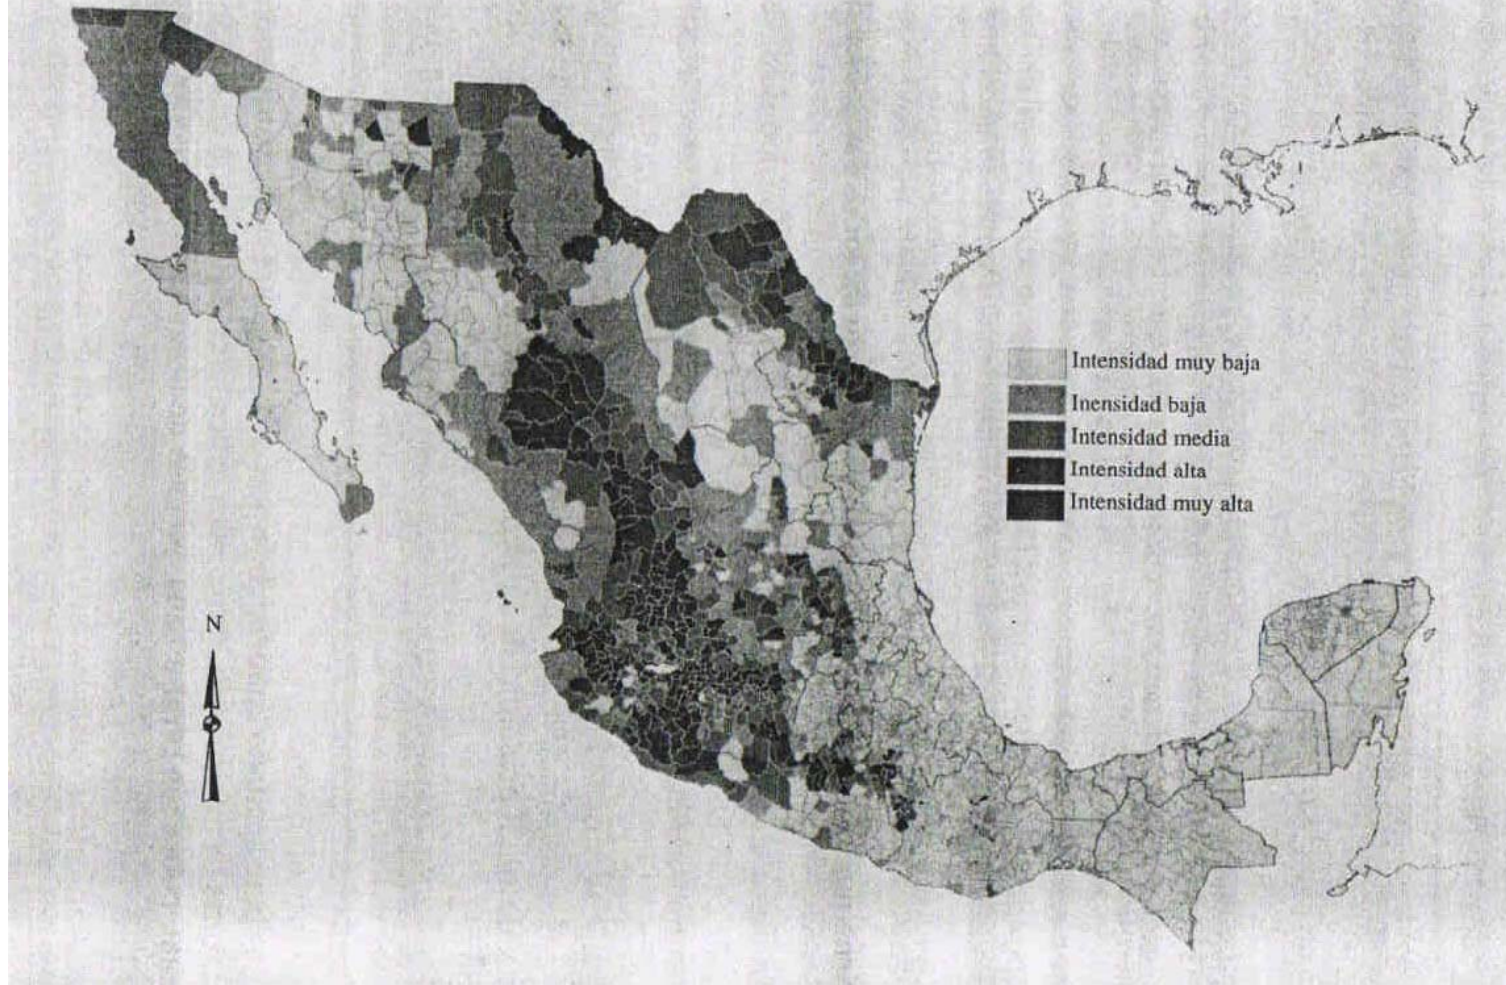 Intensidad muy baja
Inensidad baja
Intensidad media
Intensidad alta
Intensidad muy alta
N